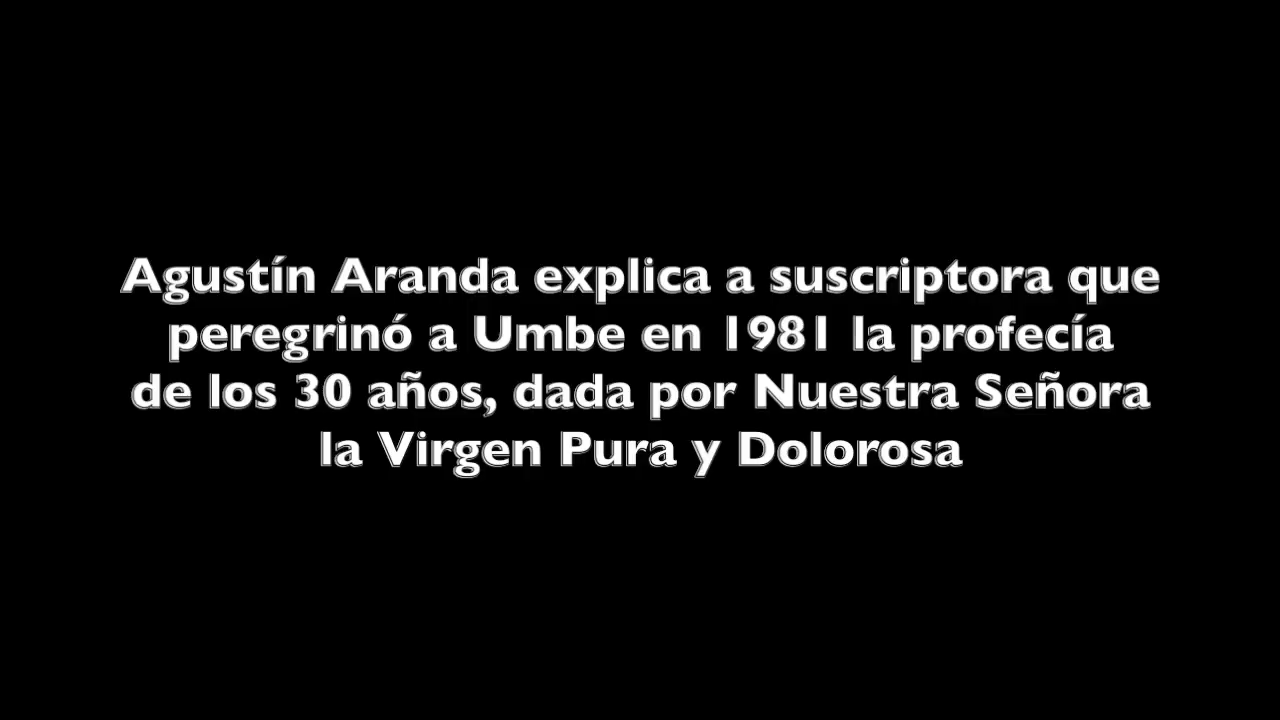 Agustín Aranda explica a suscriptora que
peregrinó a Umbe en 1981 la profecía
de los 30 años, dada por Nuestra Señora
la Virgen Pura y Dolorosa